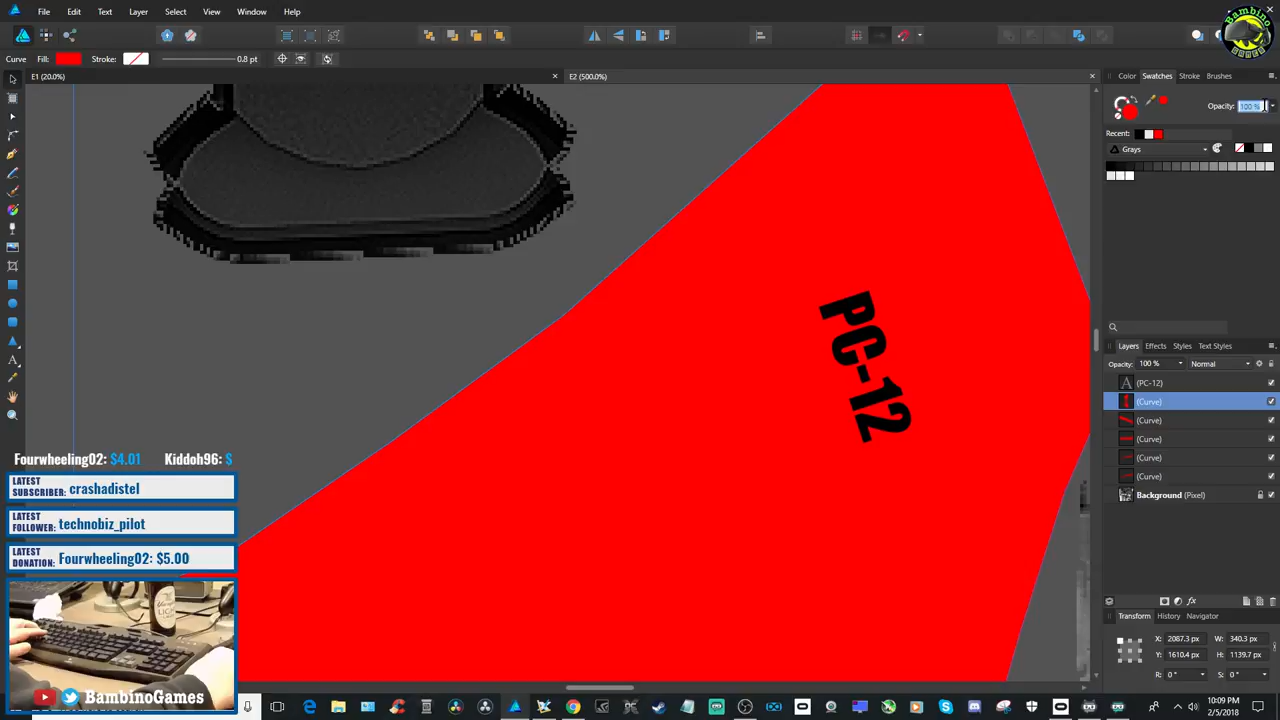 File Edit Text Layer Select View Window Help
Curve Fill: Stroke: 0.8 pt
E1 (20.0%) E2 (500.0%)
Color Swatches Stroke Brushes
Opacity: 100 %
Recent:
Grays
PC-12
Layers Effects Styles Text Styles
Opacity: 100 % Normal
A (PC-12)
(Curve)
(Curve)
(Curve)
(Curve)
(Curve)
Background (Pixel)
Transform History Navigator
X: 2087.3 px W: 340.3 px
Y: 1610.4 px H: 1139.7 px
R: 0 ° S: 0 °
Fourwheeling02: $4.01 Kiddoh96: $
LATEST SUBSCRIBER: crashadistel
LATEST FOLLOWER: technobiz_pilot
LATEST DONATION: Fourwheeling02: $5.00
BambinoGames
10:09 PM
2/5/2018